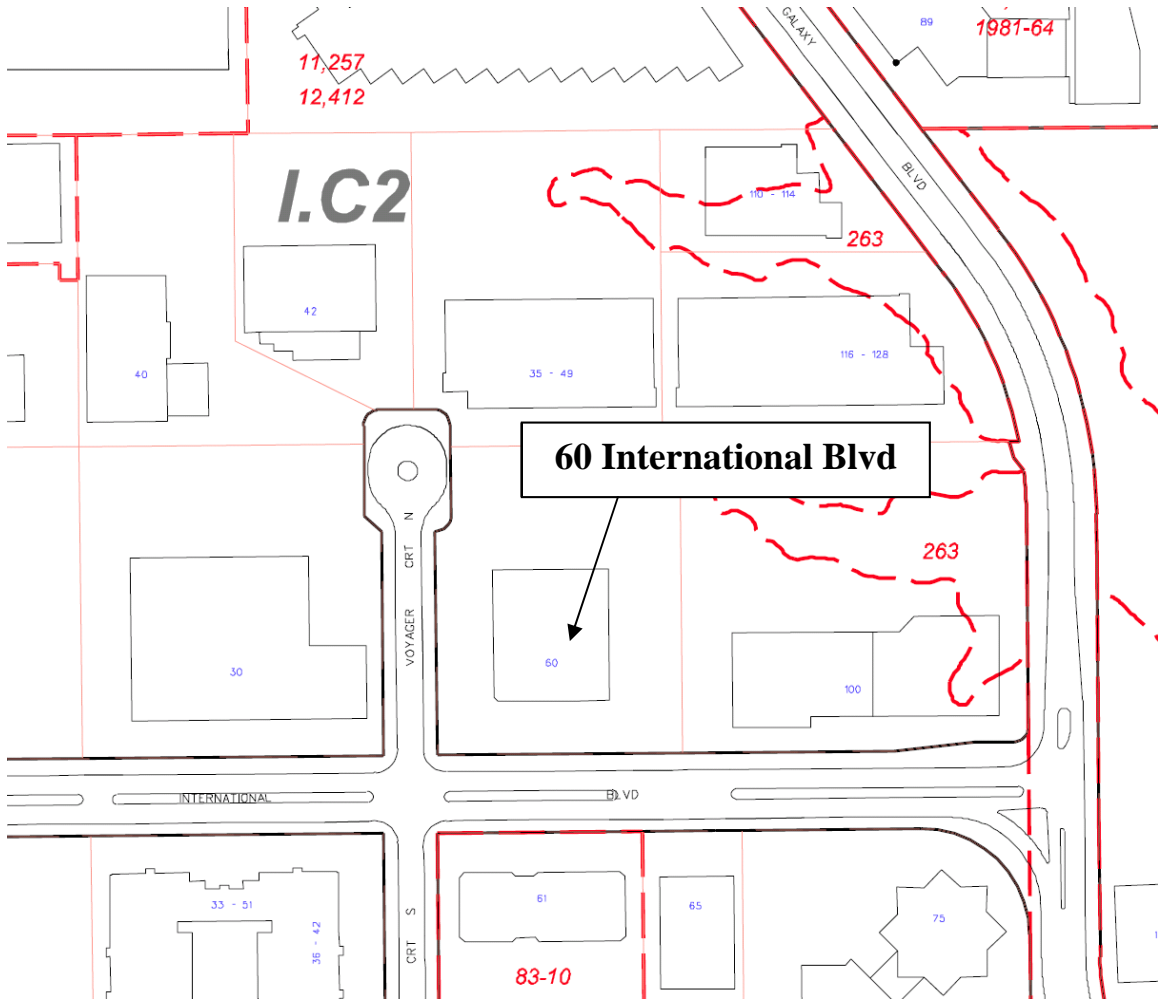 GALAXY
89
1981-64
11,257
12,412
BLVD
I.C2
110 - 114
263
42
40
35 - 49
116 - 128
60 International Blvd
VOYAGER CRT N
263
30
60
100
INTERNATIONAL BLVD
33 - 51
36 - 42
CRT S
61
65
75
83-10